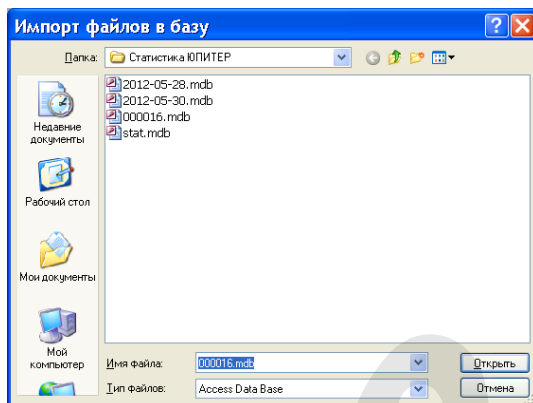 Импорт файлов в базу
Папка: Статистика ЮПИТЕР
2012-05-28.mdb
2012-05-30.mdb
000016.mdb
stat.mdb
Недавние
документы
Рабочий стол
Мои документы
Мой
компьютер
Имя файла: 000016.mdb Открыть
Тип файлов: Access Data Base Отмена